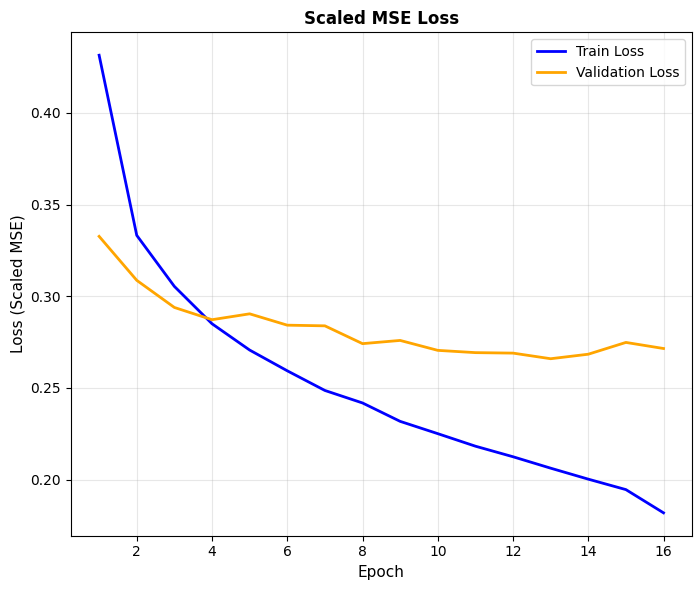 Scaled MSE Loss
Train Loss
Validation Loss
0.40
0.35
0.30
0.25
0.20
Loss (Scaled MSE)
2 4 6 8 10 12 14 16
Epoch